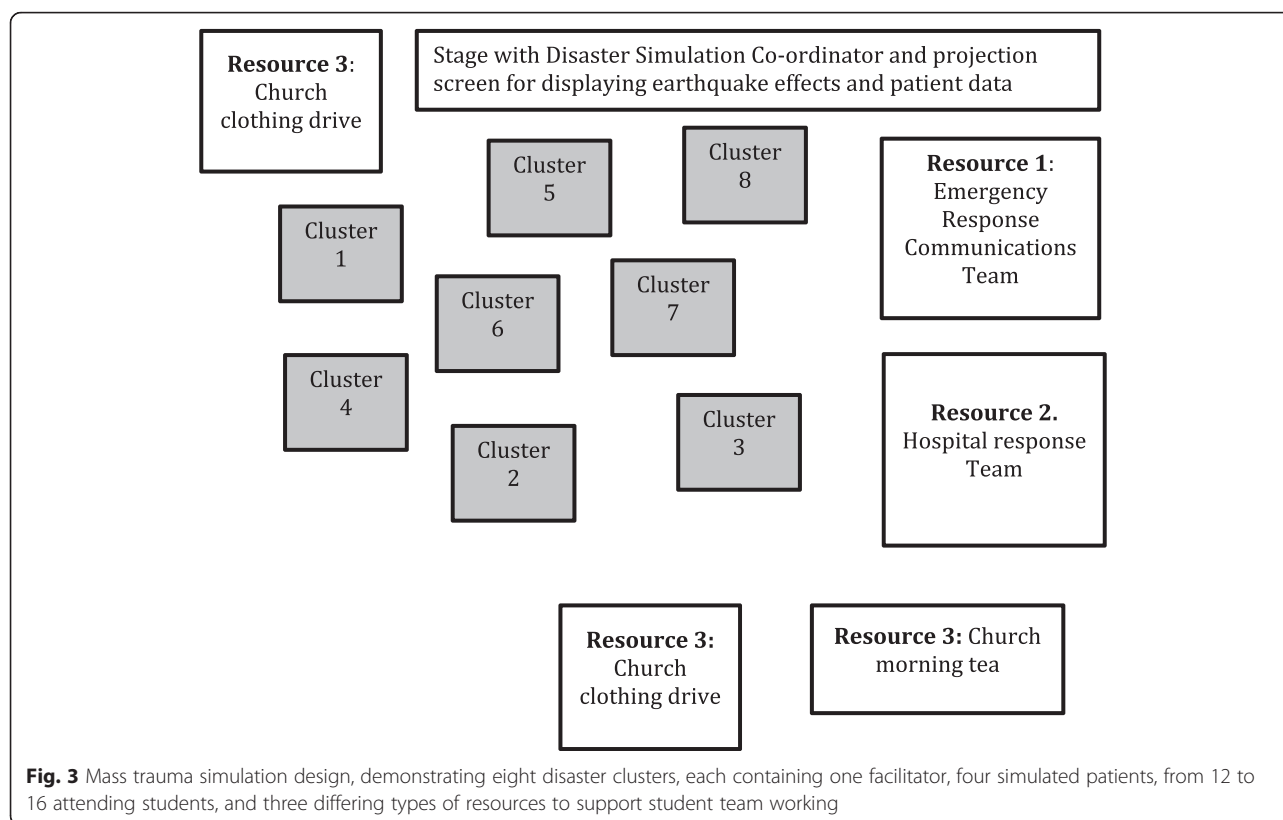 Resource 3:
Church
clothing drive
Stage with Disaster Simulation Co-ordinator and projection
screen for displaying earthquake effects and patient data
Cluster
5
Cluster
8
Resource 1:
Emergency
Response
Communications
Team
Cluster
1
Cluster
6
Cluster
7
Cluster
4
Cluster
2
Cluster
3
Resource 2.
Hospital response
Team
Resource 3:
Church
clothing drive
Resource 3: Church
morning tea
Fig. 3 Mass trauma simulation design, demonstrating eight disaster clusters, each containing one facilitator, four simulated patients, from 12 to
16 attending students, and three differing types of resources to support student team working